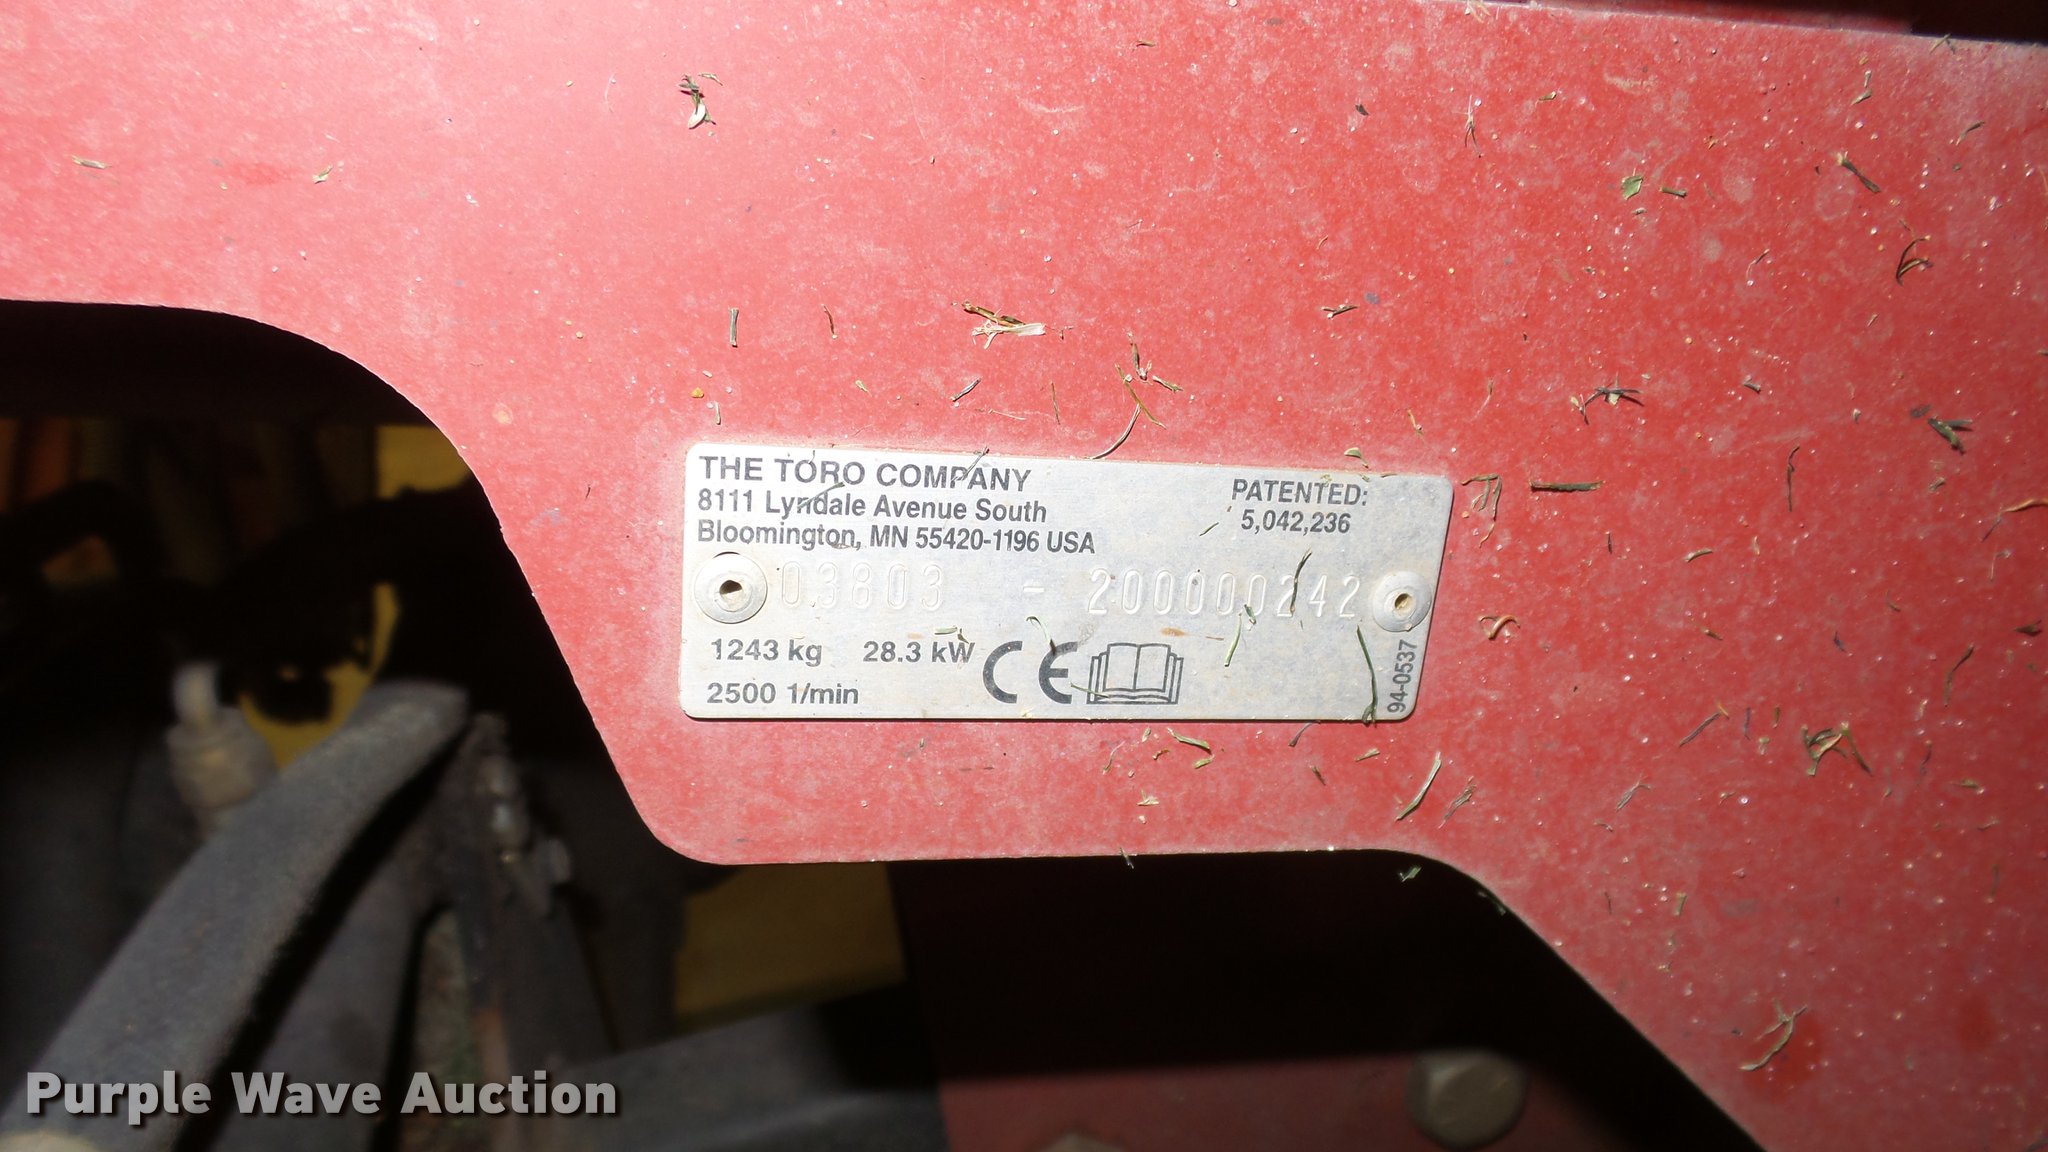 THE TORO COMPANY
8111 Lyndale Avenue South
Bloomington, MN 55420-1196 USA
PATENTED:
5,042,236
03803 - 200000242
1243 kg 28.3 kW CE
2500 1/min
94-0537
Purple Wave Auction